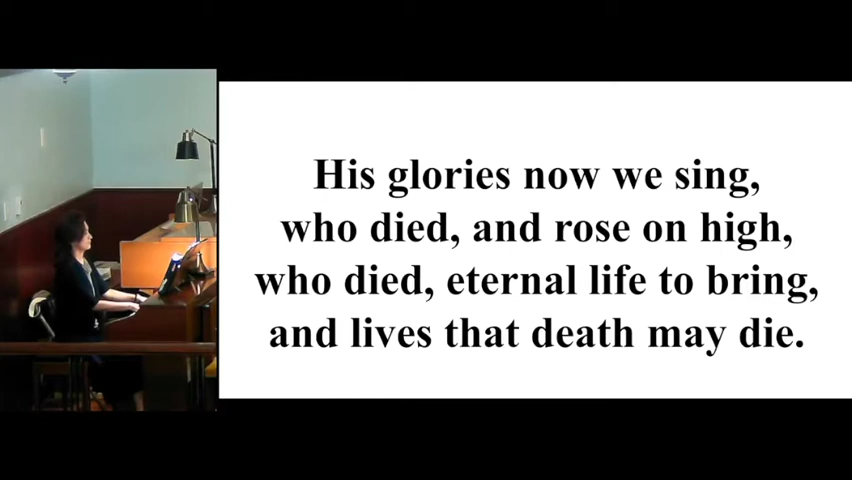 His glories now we sing,
who died, and rose on high,
who died, eternal life to bring,
and lives that death may die.